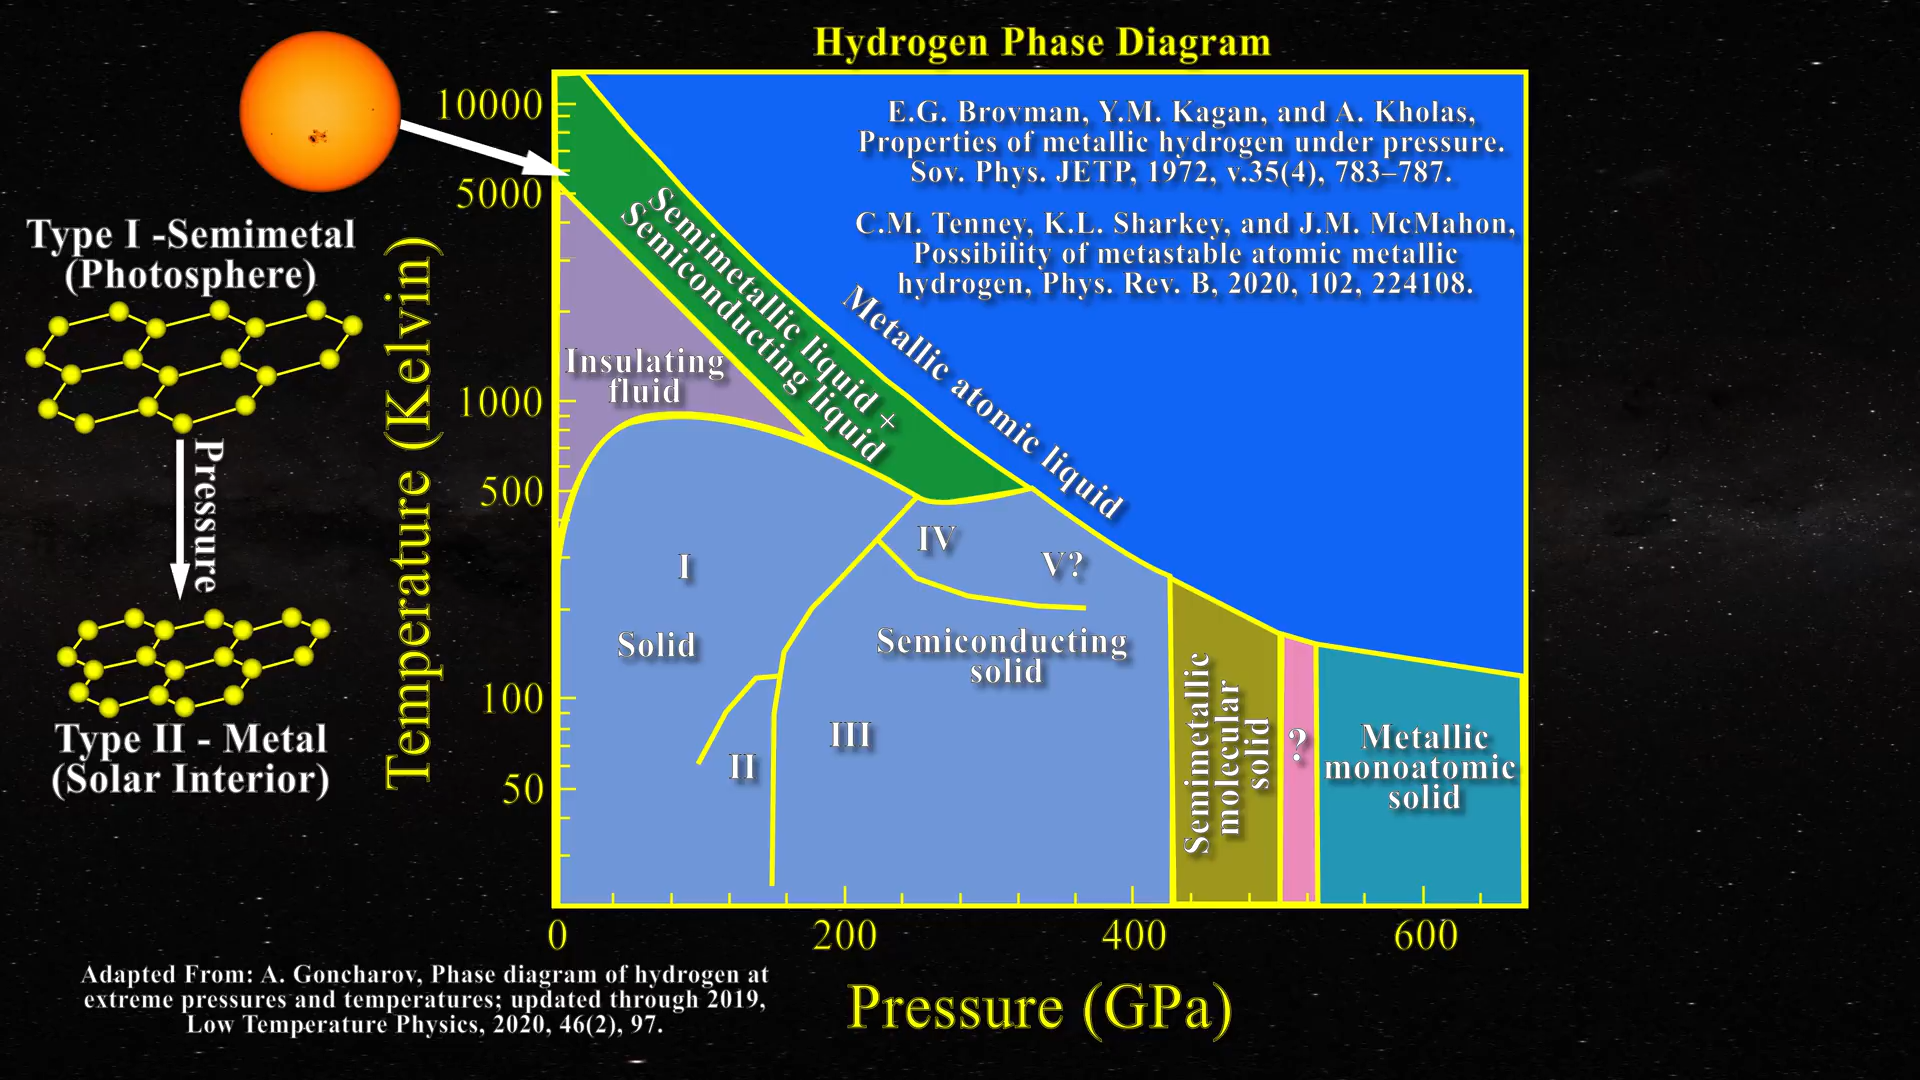 Hydrogen Phase Diagram
E.G. Brovman, Y.M. Kagan, and A. Kholas,
Properties of metallic hydrogen under pressure.
Sov. Phys. JETP, 1972, v.35(4), 783–787.
C.M. Tenney, K.L. Sharkey, and J.M. McMahon,
Possibility of metastable atomic metallic
hydrogen, Phys. Rev. B, 2020, 102, 224108.
Type I -Semimetal
(Photosphere)
Pressure
Type II - Metal
(Solar Interior)
Temperature (Kelvin)
10000
5000
1000
500
100
50
Semimetallic liquid +
Semiconducting liquid
Metallic atomic liquid
Insulating
fluid
I
Solid
II
III
IV
V?
Semiconducting
solid
Semimetallic
molecular
solid
?
Metallic
monoatomic
solid
0
200
400
600
Pressure (GPa)
Adapted From: A. Goncharov, Phase diagram of hydrogen at
extreme pressures and temperatures; updated through 2019,
Low Temperature Physics, 2020, 46(2), 97.